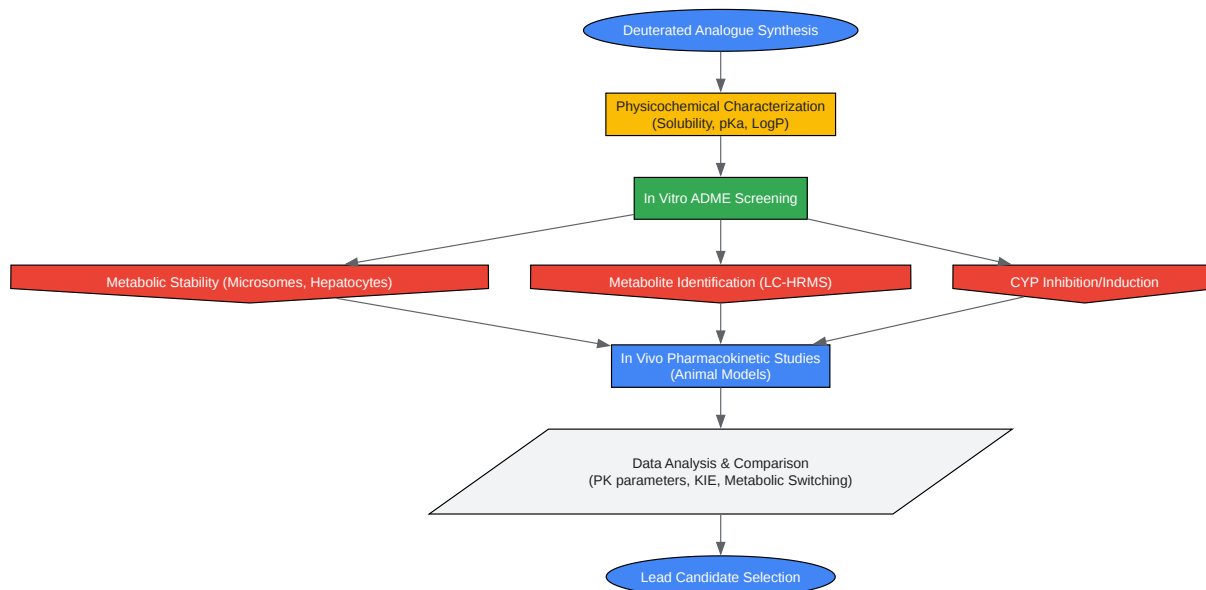 Deuterated Analogue Synthesis
Physicochemical Characterization
(Solubility, pKa, LogP)
In Vitro ADME Screening
Metabolic Stability (Microsomes, Hepatocytes)
Metabolite Identification (LC-HRMS)
CYP Inhibition/Induction
In Vivo Pharmacokinetic Studies
(Animal Models)
Data Analysis & Comparison
(PK parameters, KIE, Metabolic Switching)
Lead Candidate Selection